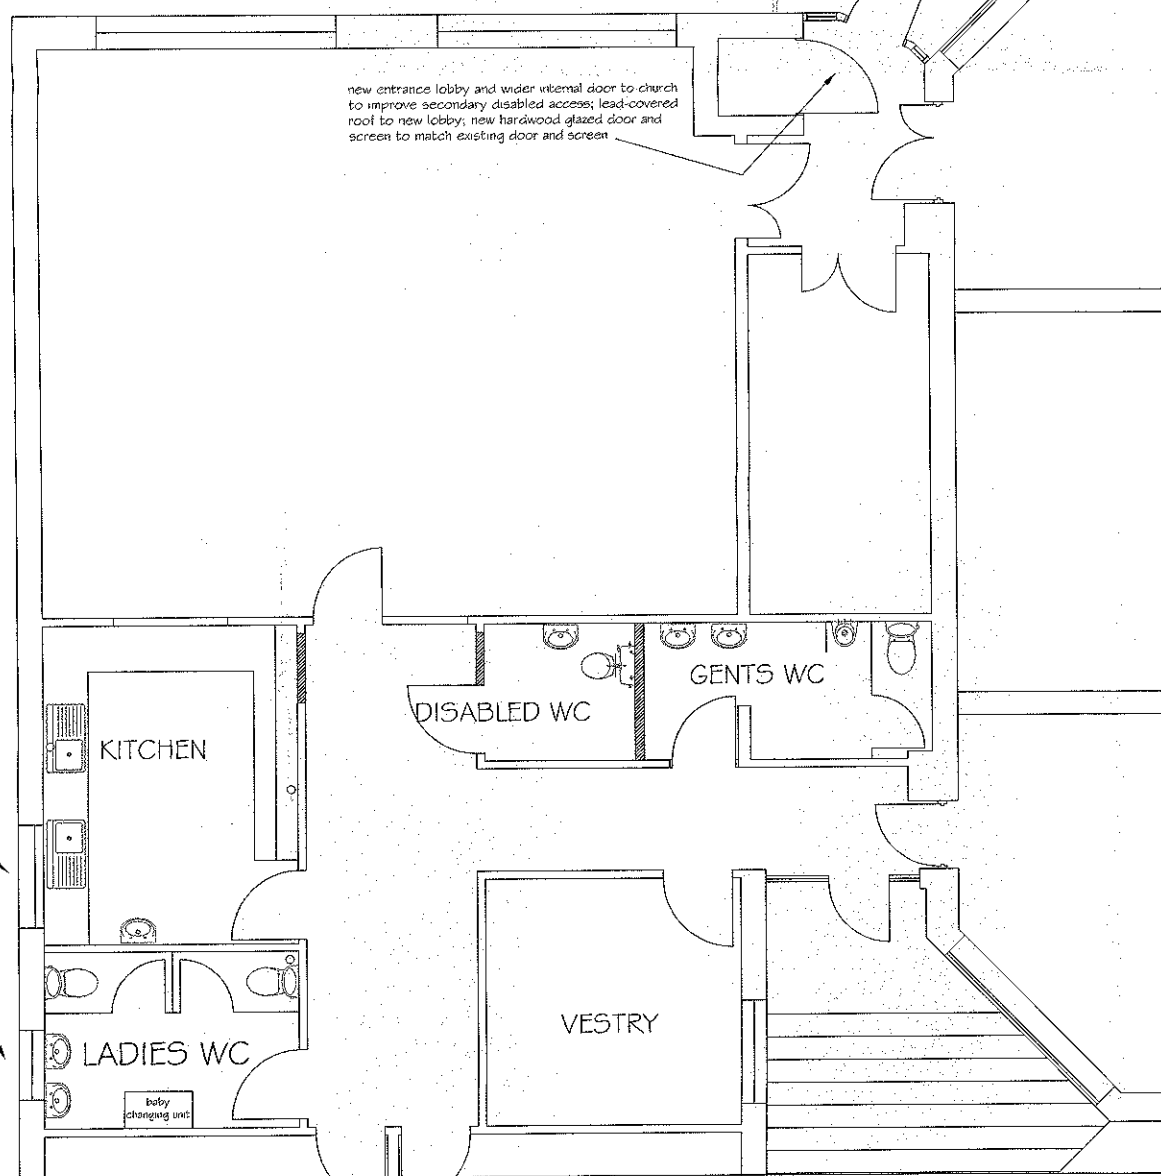 new entrance lobby and wider internal door to church
to improve secondary disabled access; lead-covered
roof to new lobby; new hardwood glazed door and
screen to match existing door and screen
GENTS WC
DISABLED WC
KITCHEN
VESTRY
LADIES WC
baby
changing unit